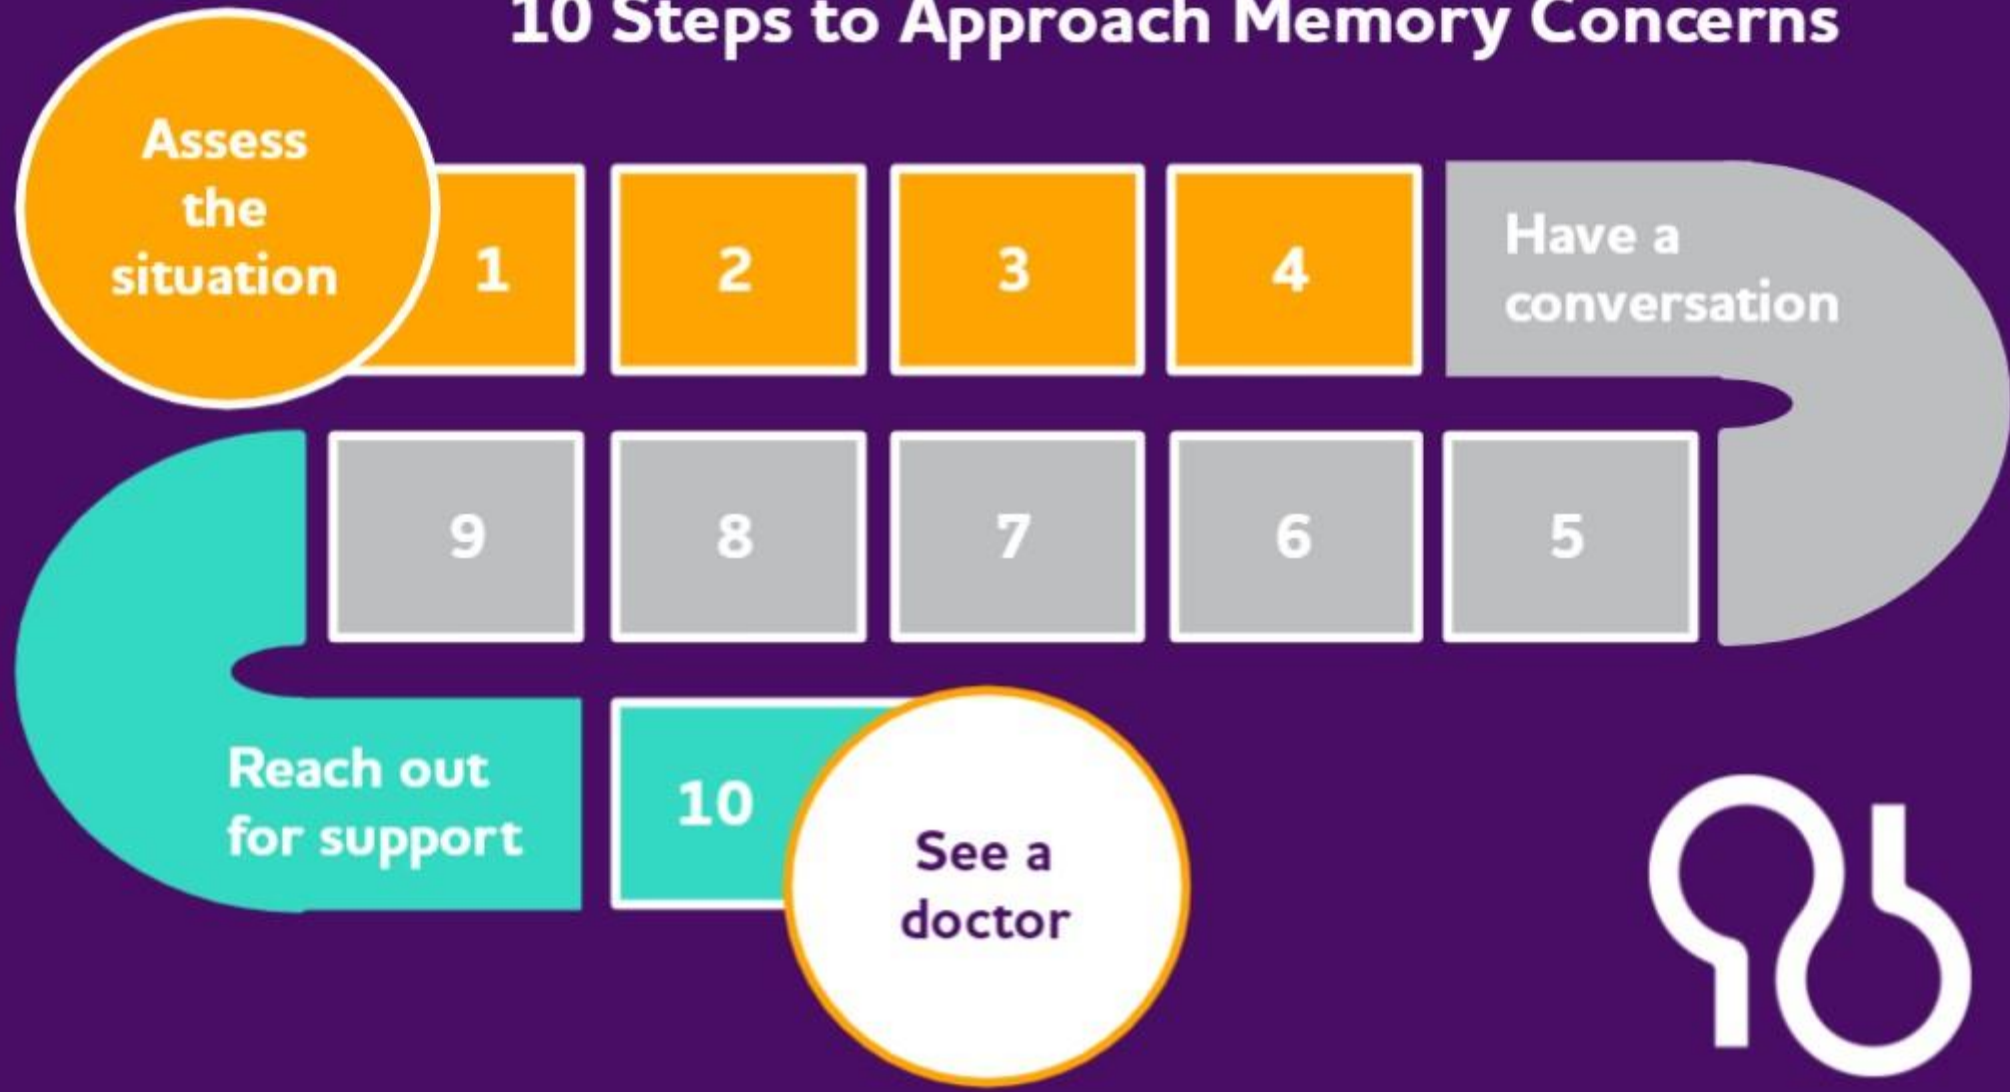 10 Steps to Approach Memory Concerns
Assess
the
situation
1
2
3
4
Have a
conversation
5
6
7
8
9
Reach out
for support
10
See a
doctor